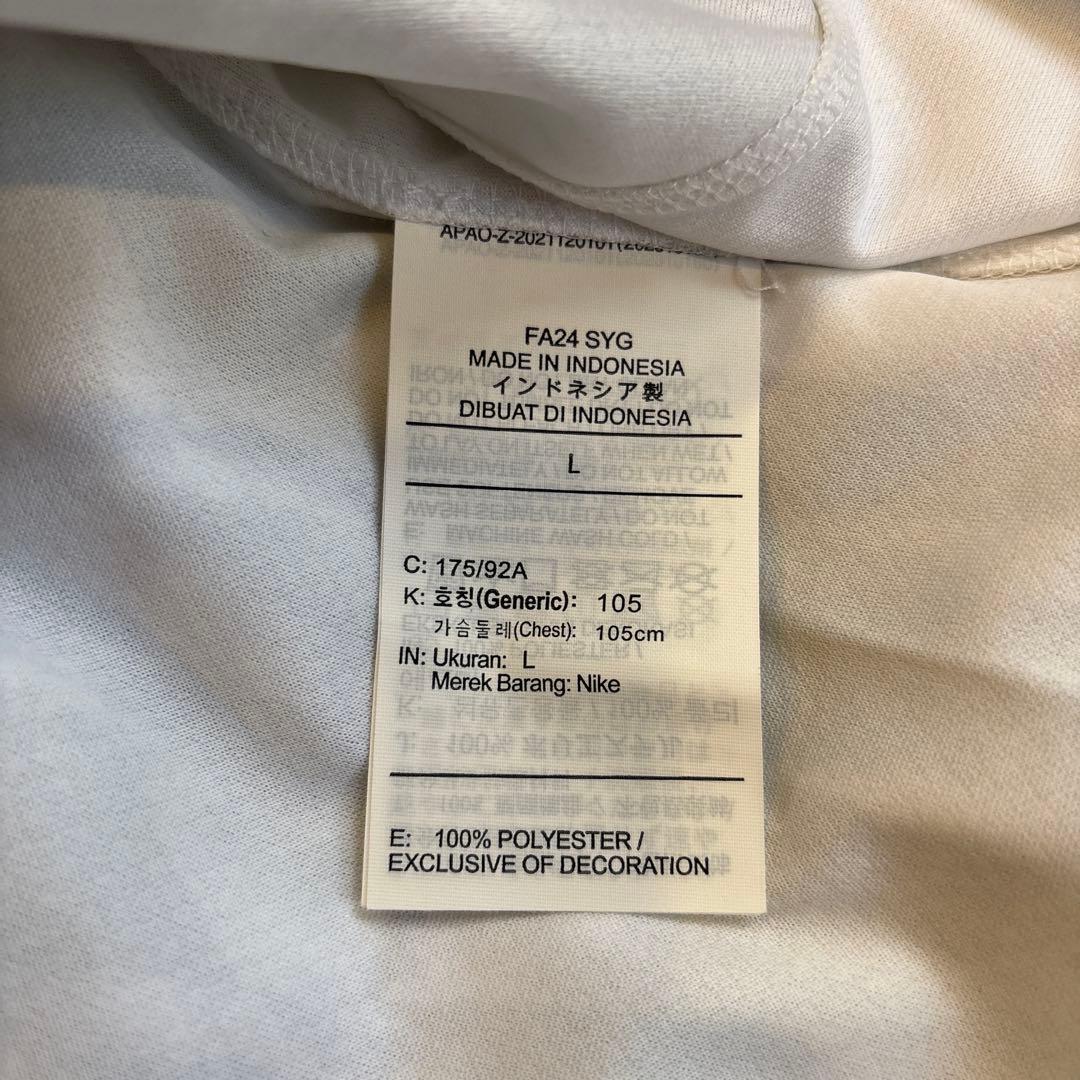 FA24 SYG
MADE IN INDONESIA
インドネシア製
DIBUAT DI INDONESIA
L
C: 175/92A
K: 호칭(Generic): 105
가슴둘레(Chest): 105cm
IN: Ukuran: L
Merek Barang: Nike
E: 100% POLYESTER /
EXCLUSIVE OF DECORATION